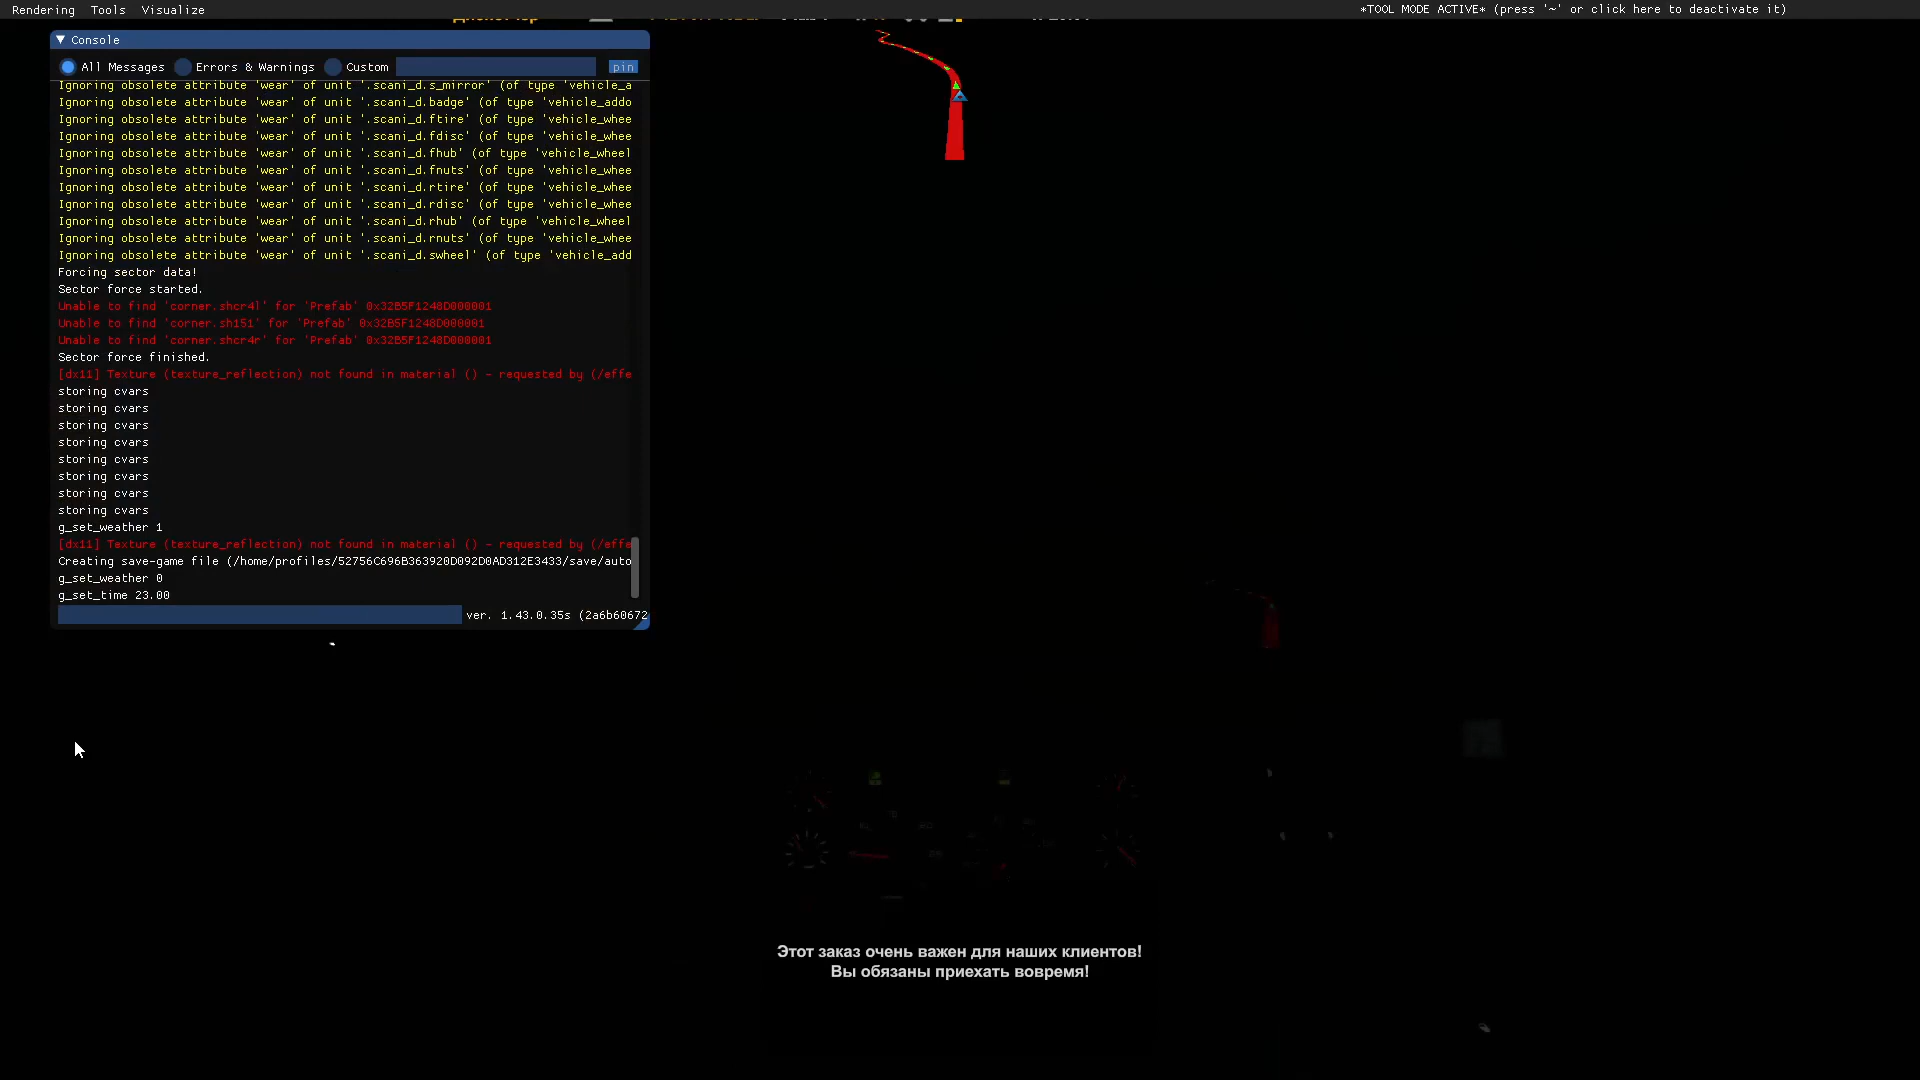 Rendering Tools Visualize
*TOOL MODE ACTIVE* (press '~' or click here to deactivate it)
Console
All Messages Errors & Warnings Custom pin
Ignoring obsolete attribute 'wear' of unit '.scani_d.s_mirror' (of type 'vehicle_a
Ignoring obsolete attribute 'wear' of unit '.scani_d.badge' (of type 'vehicle_addo
Ignoring obsolete attribute 'wear' of unit '.scani_d.ftire' (of type 'vehicle_whee
Ignoring obsolete attribute 'wear' of unit '.scani_d.fdisc' (of type 'vehicle_whee
Ignoring obsolete attribute 'wear' of unit '.scani_d.fhub' (of type 'vehicle_wheel
Ignoring obsolete attribute 'wear' of unit '.scani_d.fnuts' (of type 'vehicle_whee
Ignoring obsolete attribute 'wear' of unit '.scani_d.rtire' (of type 'vehicle_whee
Ignoring obsolete attribute 'wear' of unit '.scani_d.rdisc' (of type 'vehicle_whee
Ignoring obsolete attribute 'wear' of unit '.scani_d.rhub' (of type 'vehicle_wheel
Ignoring obsolete attribute 'wear' of unit '.scani_d.rnuts' (of type 'vehicle_whee
Ignoring obsolete attribute 'wear' of unit '.scani_d.swheel' (of type 'vehicle_add
Forcing sector data!
Sector force started.
Unable to find 'corner.shcr4l' for 'Prefab' 0x32B5F1248D000001
Unable to find 'corner.sh151' for 'Prefab' 0x32B5F1248D000001
Unable to find 'corner.shcr4r' for 'Prefab' 0x32B5F1248D000001
Sector force finished.
[dx11] Texture (texture_reflection) not found in material () - requested by (/effe
storing cvars
storing cvars
storing cvars
storing cvars
storing cvars
storing cvars
storing cvars
storing cvars
g_set_weather 1
[dx11] Texture (texture_reflection) not found in material () - requested by (/effe
Creating save-game file (/home/profiles/52756C696B363920D092D0AD312E3433/save/auto
g_set_weather 0
g_set_time 23.00
ver. 1.43.0.35s (2a6b60672
Этот заказ очень важен для наших клиентов!
Вы обязаны приехать вовремя!